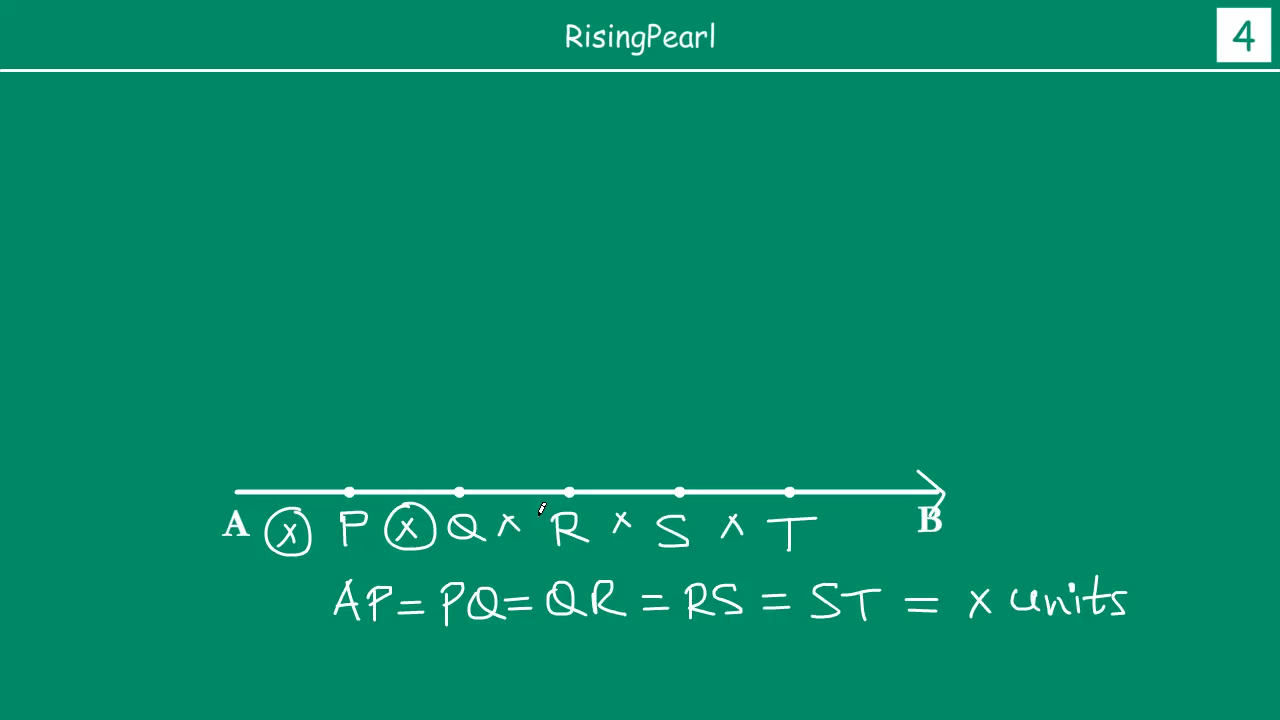 RisingPearl 4
A x P x Q x R x S x T B
AP = PQ = QR = RS = ST = x units